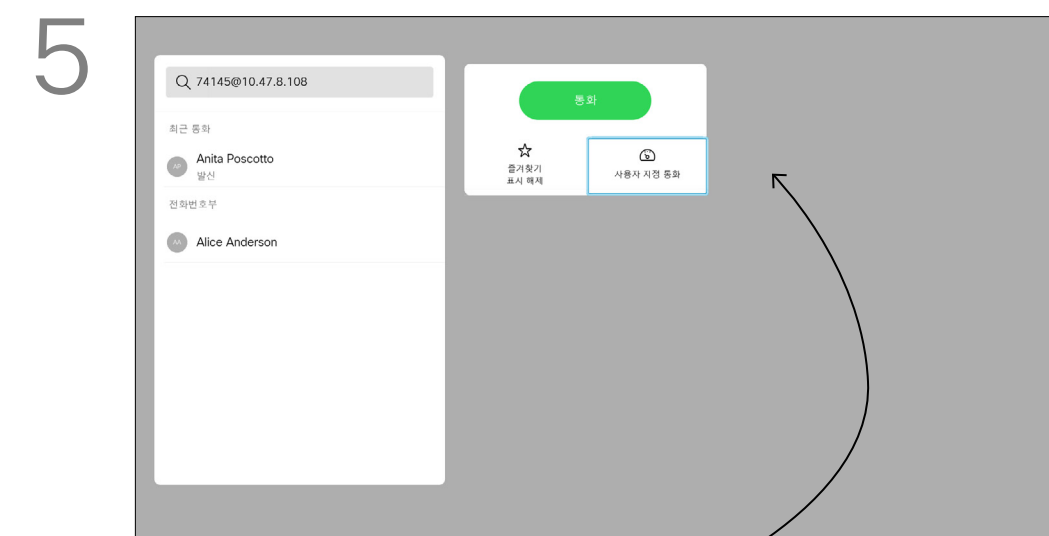 5
74145@10.47.8.108
최근 통화
AP
Anita Poscotto
발신
전화번호부
AA
Alice Anderson
통화
즐겨찾기
표시 해제
사용자 지정 통화